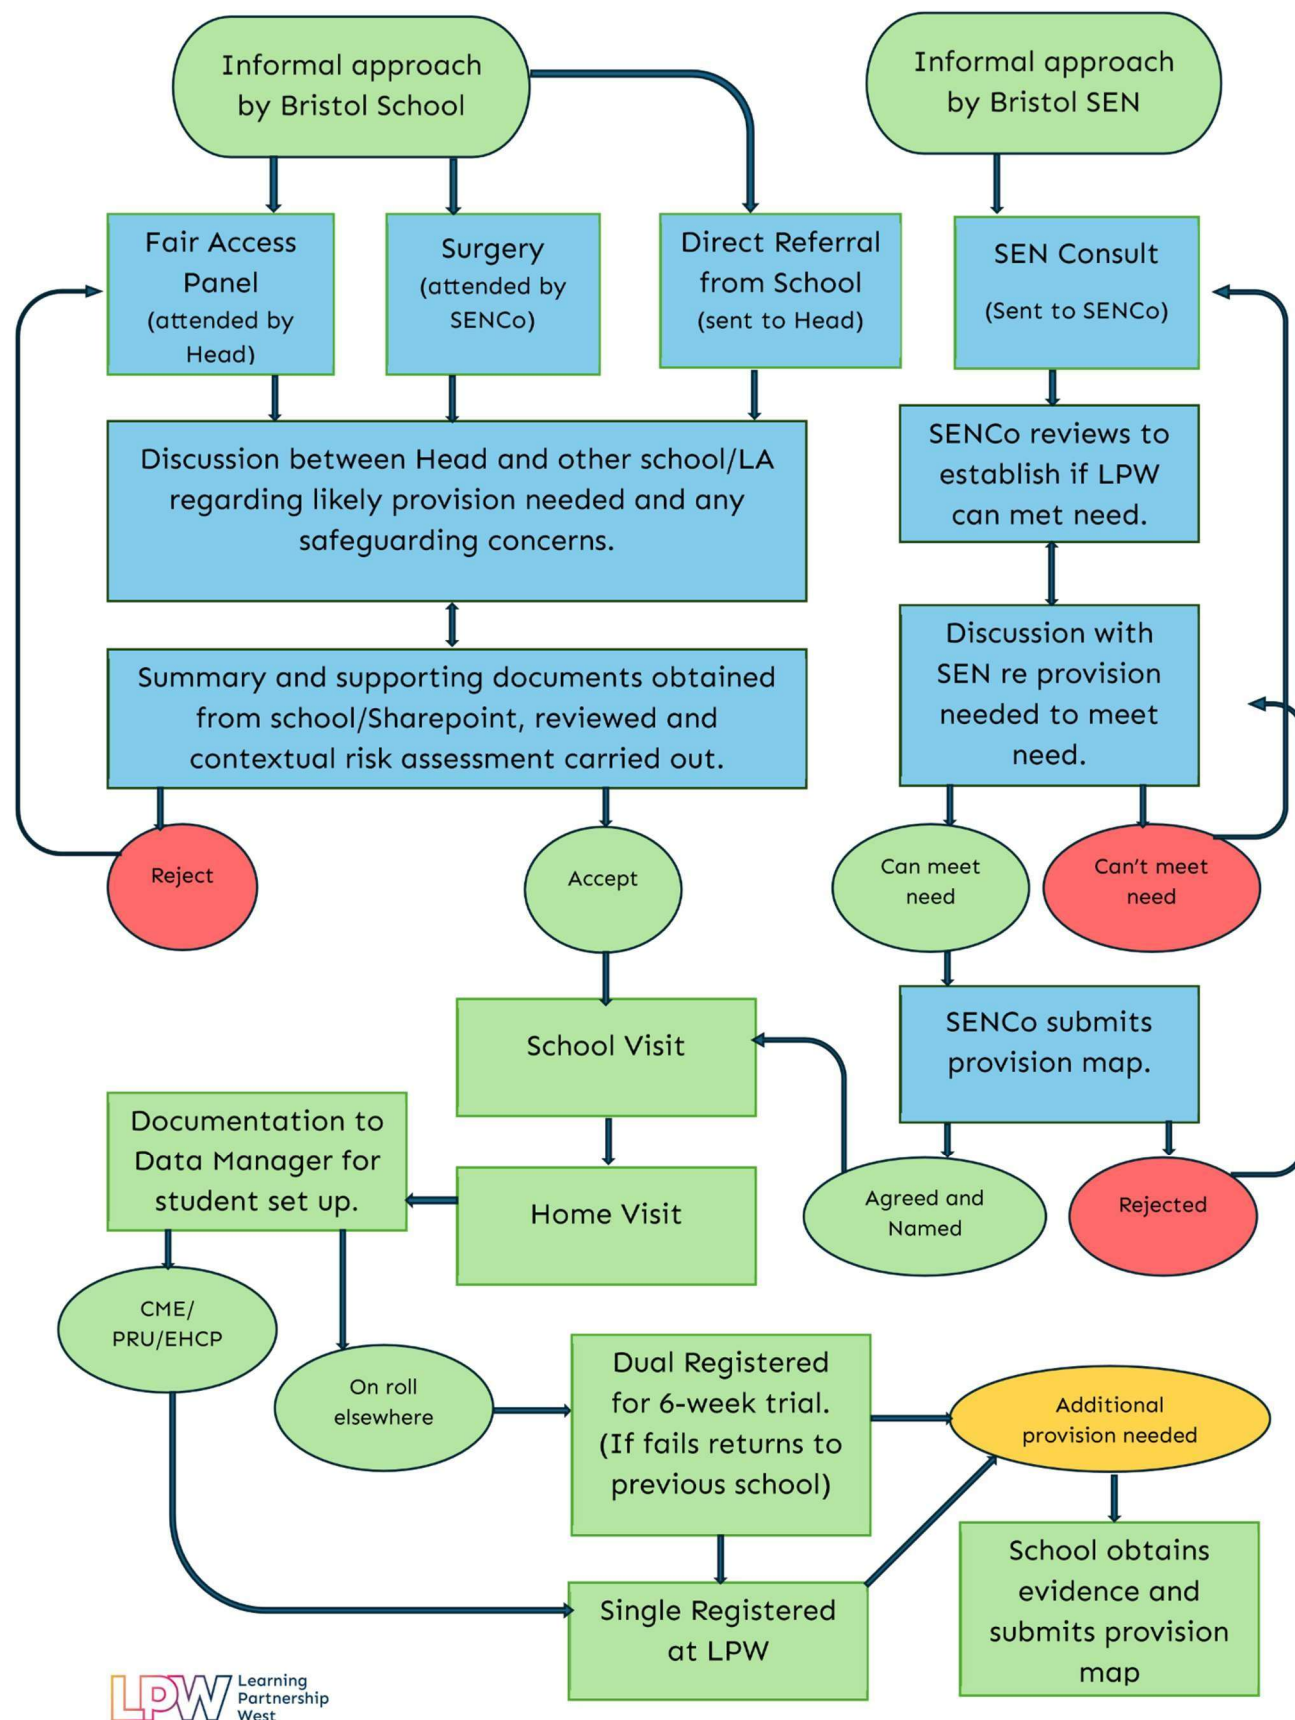 Informal approach
by Bristol School
Informal approach
by Bristol SEN
Fair Access
Panel
(attended by
Head)
Surgery
(attended by
SENCo)
Direct Referral
from School
(sent to Head)
SEN Consult
(Sent to SENCo)
Discussion between Head and other school/LA
regarding likely provision needed and any
safeguarding concerns.
SENCo reviews to
establish if LPW
can met need.
Summary and supporting documents obtained
from school/Sharepoint, reviewed and
contextual risk assessment carried out.
Discussion with
SEN re provision
needed to meet
need.
Reject
Accept
Can meet
need
Can't meet
need
School Visit
SENCo submits
provision map.
Documentation to
Data Manager for
student set up.
Home Visit
Agreed and
Named
Rejected
CME/
PRU/EHCP
On roll
elsewhere
Dual Registered
for 6-week trial.
(If fails returns to
previous school)
Additional
provision needed
Single Registered
at LPW
School obtains
evidence and
submits provision
map
LPW
Learning
Partnership
West